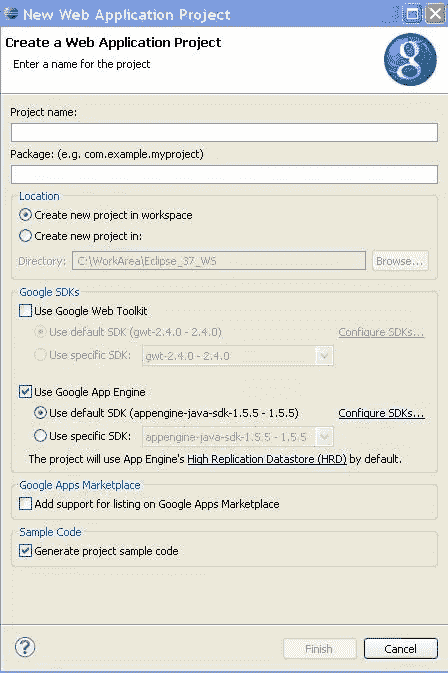 New Web Application Project
Create a Web Application Project
Enter a name for the project
g
Project name:
Package: (e.g. com.example.myproject)
Location
Create new project in workspace
Create new project in:
Directory: C:\WorkArea\Eclipse_37_WS Browse...
Google SDKs
Use Google Web Toolkit
Use default SDK (gwt-2.4.0 - 2.4.0) Configure SDKs...
Use specific SDK: gwt-2.4.0 - 2.4.0
Use Google App Engine
Use default SDK (appengine-java-sdk-1.5.5 - 1.5.5) Configure SDKs...
Use specific SDK: appengine-java-sdk-1.5.5 - 1.5.5
The project will use App Engine's High Replication Datastore (HRD) by default.
Google Apps Marketplace
Add support for listing on Google Apps Marketplace
Sample Code
Generate project sample code
? Finish Cancel